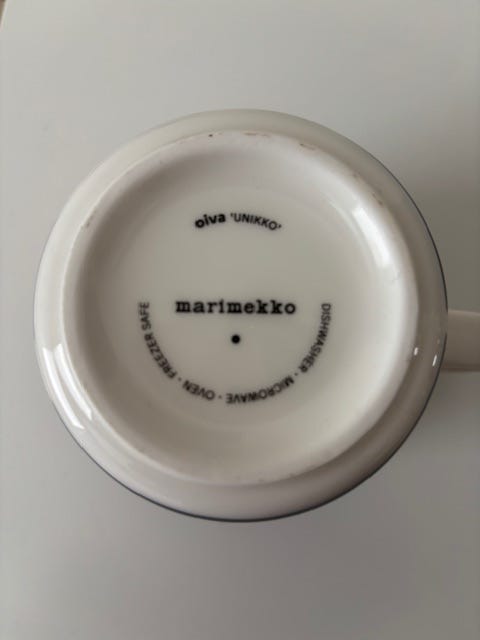 oiva 'UNIKKO'
marimekko
DISHWASHER · MICROWAVE · OVEN · FREEZER SAFE